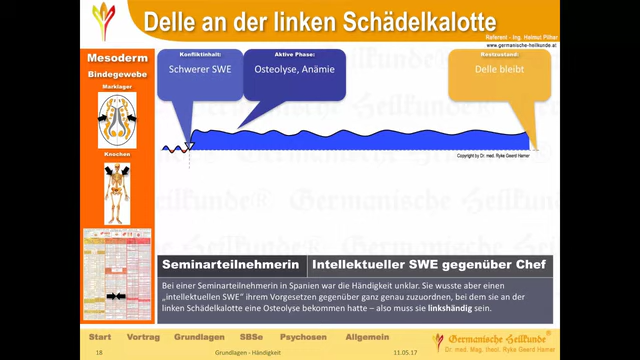 Delle an der linken Schädelkalotte
Referent - Ing. Helmut Pilhar
www.germanische-heilkunde.at
Mesoderm
Bindegewebe
Marklager
Knochen
Konfliktinhalt:
Schwerer SWE
Aktive Phase:
Osteolyse, Anämie
Restzustand:
Delle bleibt
Copyright by Dr. med. Ryke Geerd Hamer
Germanische Heilkunde®
Seminarteilnehmerin
Intellektueller SWE gegenüber Chef
Bei einer Seminarteilnehmerin in Spanien war die Händigkeit unklar. Sie wusste aber einen
„intellektuellen SWE“ ihrem Vorgesetzen gegenüber ganz genau zuzuordnen, bei dem sie an der
linken Schädelkalotte eine Osteolyse bekommen hatte – also muss sie linkshändig sein.
Start Vortrag Grundlagen SBSe Psychosen Allgemein
18 Grundlagen - Händigkeit 11.05.17
Germanische Heilkunde®
Dr. med. Mag. theol. Ryke Geerd Hamer